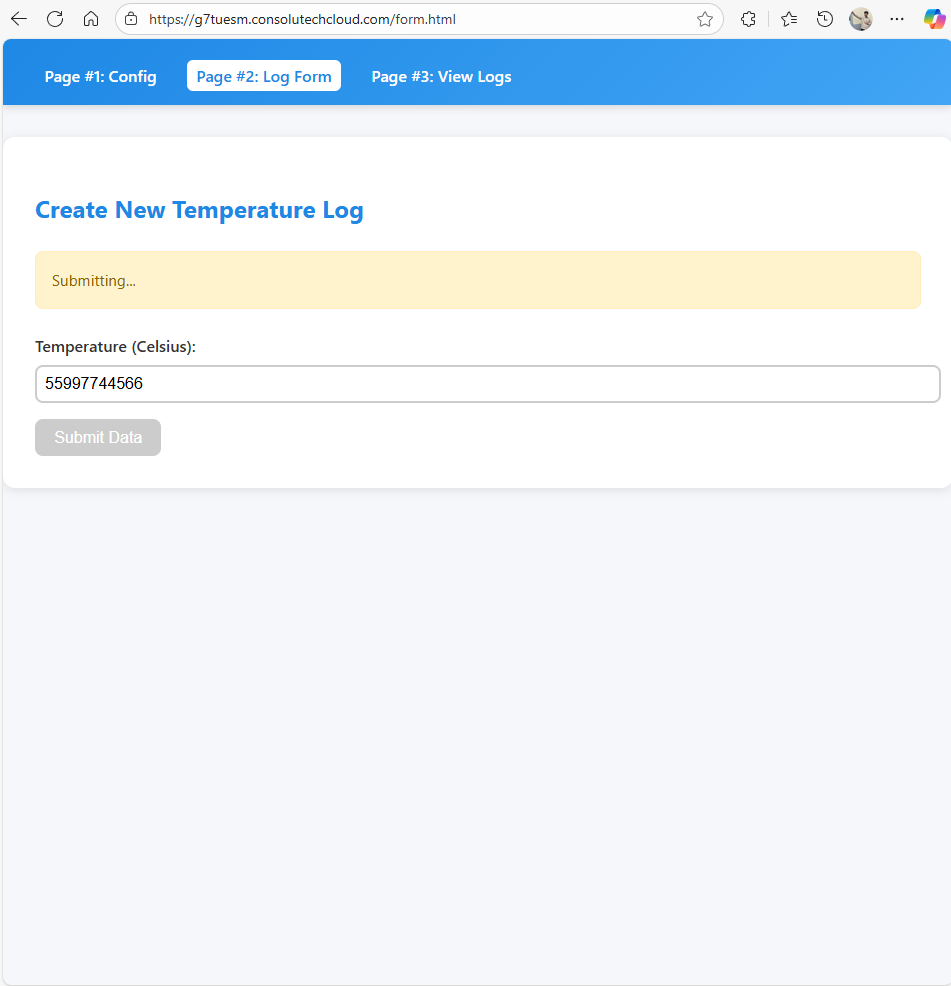 https://g7tuesm.consolutechcloud.com/form.html
Page #1: Config Page #2: Log Form Page #3: View Logs
Create New Temperature Log
Submitting...
Temperature (Celsius):
55997744566
Submit Data